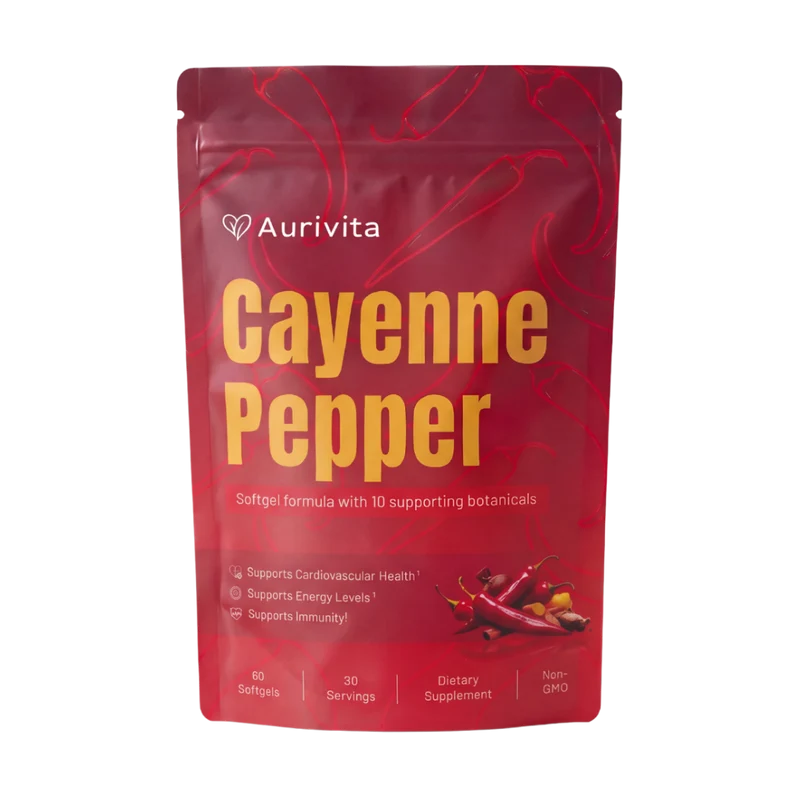 Aurivita
Cayenne
Pepper
Softgel formula with 10 supporting botanicals
Supports Cardiovascular Health¹
Supports Energy Levels¹
Supports Immunity!
60
Softgels
30
Servings
Dietary
Supplement
Non-
GMO